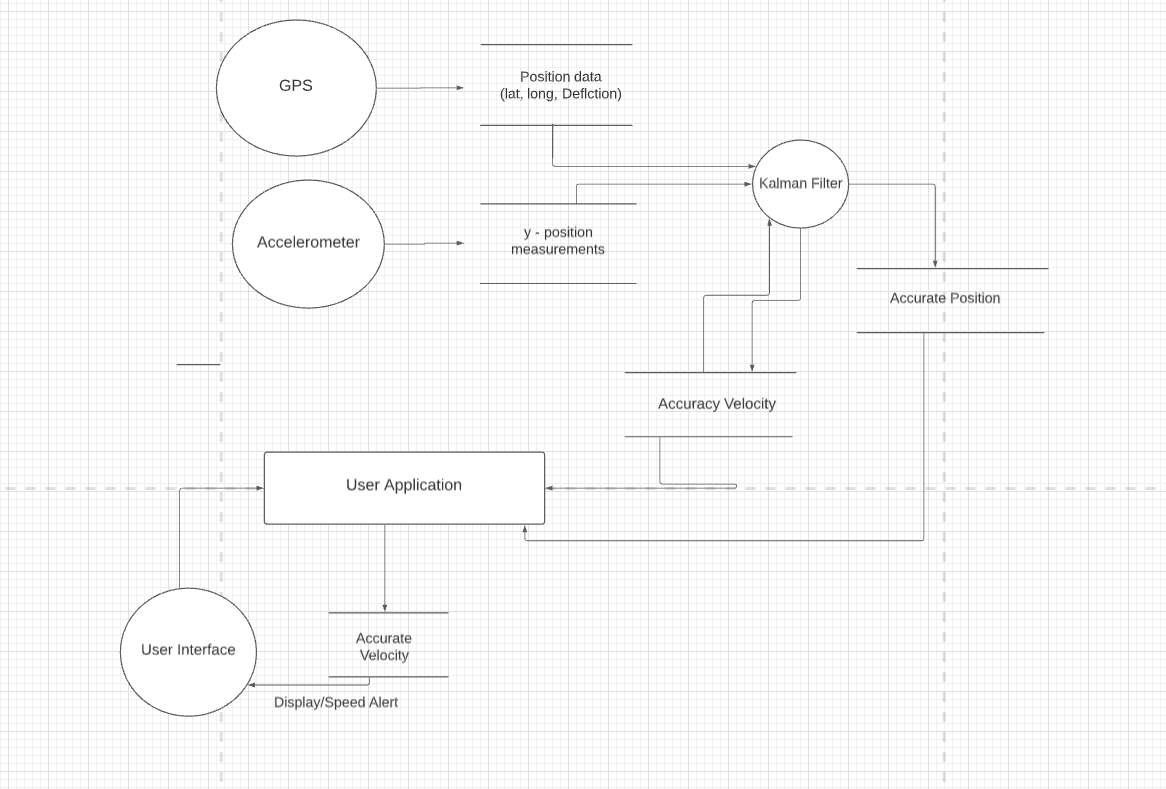 GPS
Position data
(lat, long, Deflction)
Kalman Filter
Accelerometer
y - position
measurements
Accurate Position
Accuracy Velocity
User Application
User Interface
Accurate
Velocity
Display/Speed Alert